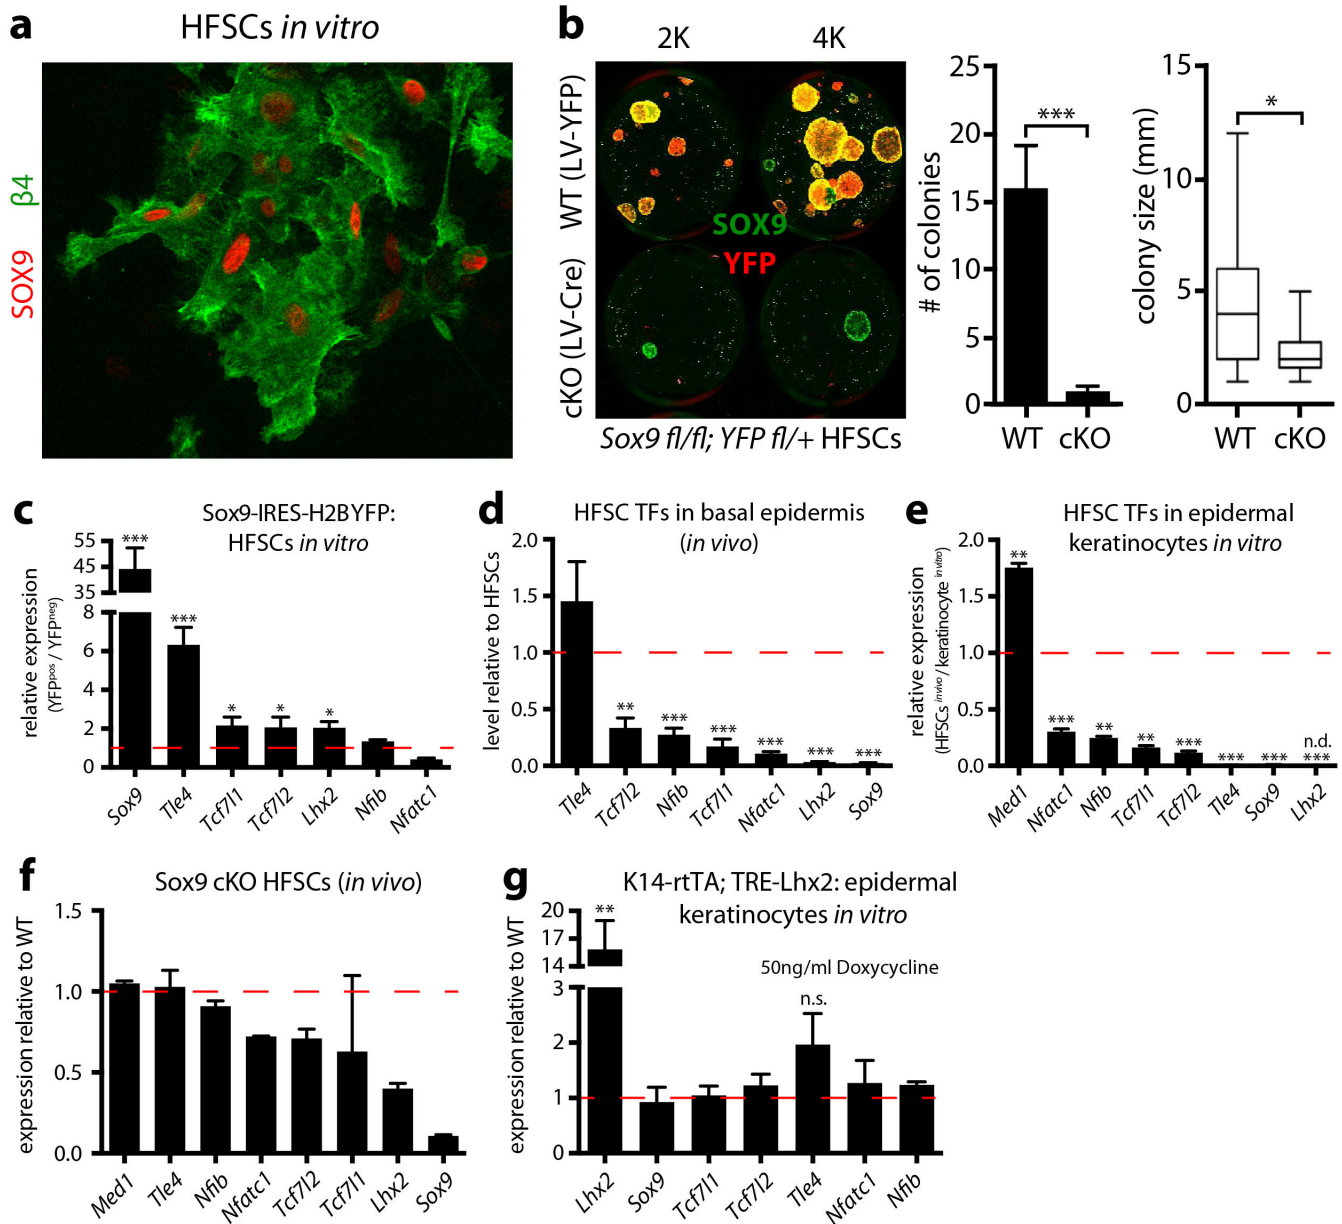 a
HFSCs in vitro
SOX9 β4
b
2K 4K
WT (LV-YFP)
cKO (LV-Cre)
SOX9
YFP
Sox9 fl/fl; YFP fl/+ HFSCs
# of colonies
25
20
15
10
5
0
***
WT cKO
colony size (mm)
15
10
5
0
*
WT cKO
c
Sox9-IRES-H2BYFP:
HFSCs in vitro
relative expression
(YFPpos / YFPneg)
55
45
35
8
6
4
2
0
*** *** * * *
Sox9 Tle4 Tcf7l1 Tcf7l2 Lhx2 Nfib Nfatc1
d
HFSC TFs in basal epidermis
(in vivo)
level relative to HFSCs
2.0
1.5
1.0
0.5
0.0
** *** *** *** *** ***
Tle4 Tcf7l2 Nfib Tcf7l1 Nfatc1 Lhx2 Sox9
e
HFSC TFs in epidermal
keratinocytes in vitro
relative expression
(HFSCs in vivo / keratinocyte in vitro)
2.0
1.5
1.0
0.5
0.0
** *** ** ** *** *** *** n.d.
***
Med1 Nfatc1 Nfib Tcf7l1 Tcf7l2 Tle4 Sox9 Lhx2
f
Sox9 cKO HFSCs (in vivo)
expression relative to WT
1.5
1.0
0.5
0.0
Med1 Tle4 Nfib Nfatc1 Tcf7l2 Tcf7l1 Lhx2 Sox9
g
K14-rtTA; TRE-Lhx2: epidermal
keratinocytes in vitro
50ng/ml Doxycycline
expression relative to WT
20
17
14
3
2
1
0
** n.s.
Lhx2 Sox9 Tcf7l1 Tcf7l2 Tle4 Nfatc1 Nfib